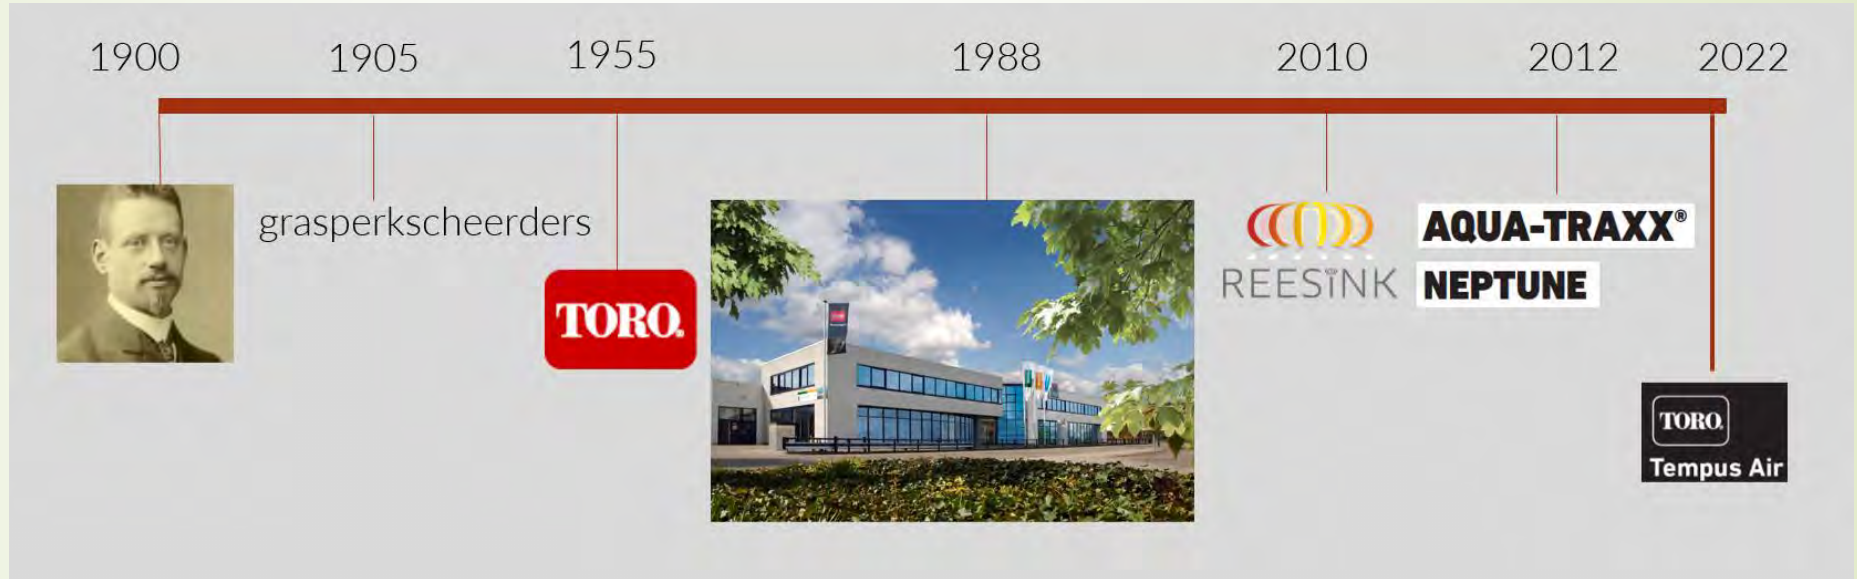 1900
1905
1955
1988
2010
2012
2022
grasperkscheerders
TORO.
REESINK
AQUA-TRAXX®
NEPTUNE
TORO.
Tempus Air